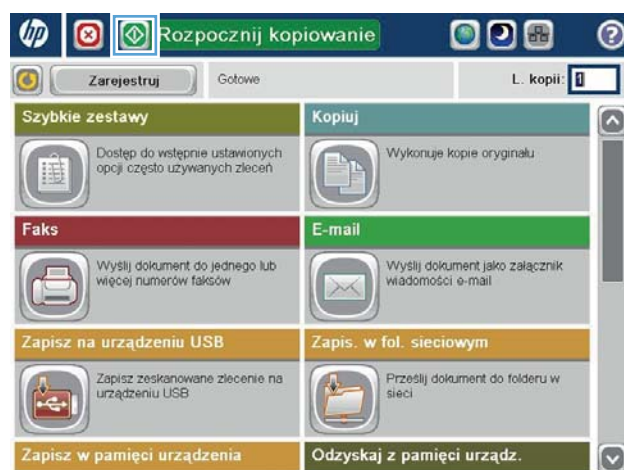 hp
Rozpocznij kopiowanie
?
Zarejestruj
Gotowe
L. kopii: 1
Szybkie zestawy
Kopiuj
Dostęp do wstępnie ustawionych
opcji często używanych zleceń
Wykonuje kopie oryginału
Faks
E-mail
Wyślij dokument do jednego lub
więcej numerów faksów
Wyślij dokument jako załącznik
wiadomości e-mail
Zapisz na urządzeniu USB
Zapis. w fol. sieciowym
Zapisz zeskanowane zlecenie na
urządzeniu USB
Prześlij dokument do folderu w
sieci
Zapisz w pamięci urządzenia
Odzyskaj z pamięci urządz.